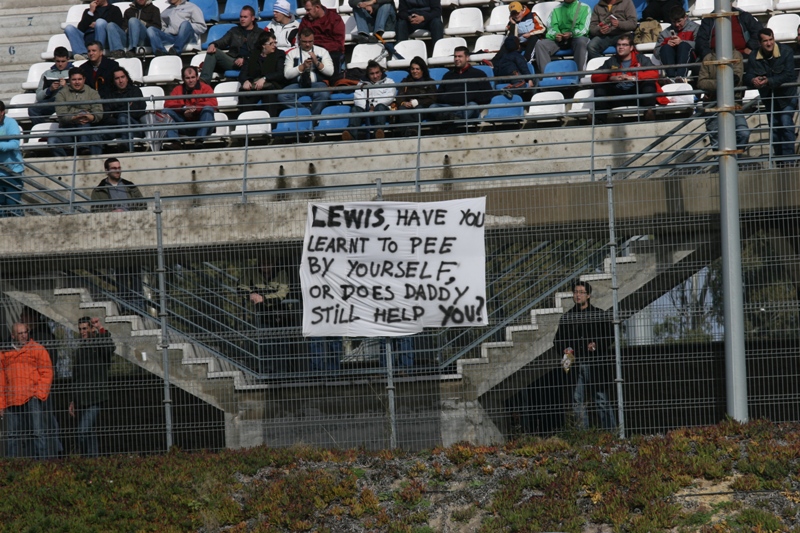 LEWIS, HAVE YOU
LEARNT TO PEE
BY YOURSELF,
OR DOES DADDY
STILL HELP YOU?